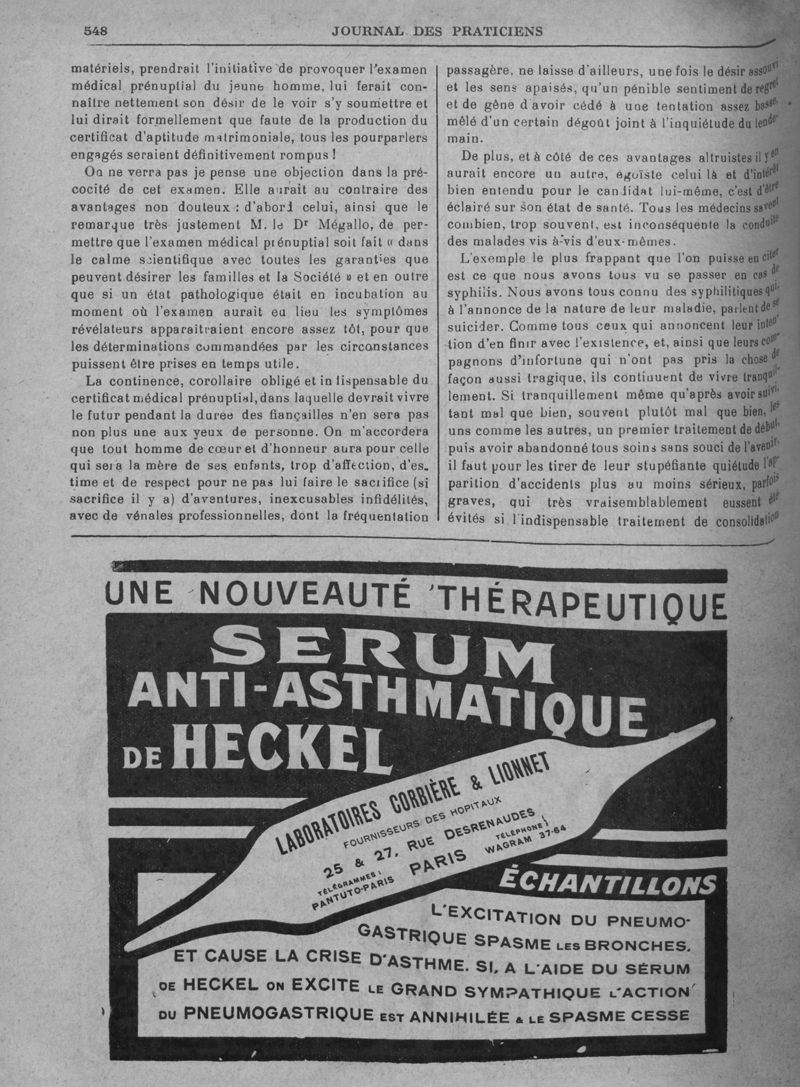 548
JOURNAL DES PRATICIENS
matériels, prendrait l'initiative de provoquer l'examen
médical prénuptial du jeune homme, lui ferait con-
naître nettement son désir de le voir s'y soumettre et
lui dirait formellement que faute de la production du
certificat d'aptitude matrimoniale, tous les pourparlers
engagés seraient définitivement rompus !
On ne verra pas je pense une objection dans la pré-
cocité de cet examen. Elle aurait au contraire des
avantages non douteux : d'abord celui, ainsi que le
remarque très justement M. le Dr Mégallo, de per-
mettre que l'examen médical prénuptial soit fait « dans
le calme scientifique avec toutes les garanties que
peuvent désirer les familles et la Société » et en outre
que si un état pathologique était en incubation au
moment où l'examen aurait eu lieu les symptômes
révélateurs apparaîtraient encore assez tôt, pour que
les déterminations commandées par les circonstances
puissent être prises en temps utile.
La continence, corollaire obligé et indispensable du
certificat médical prénuptial, dans laquelle devrait vivre
le futur pendant la durée des fiançailles n'en sera pas
non plus une aux yeux de personne. On m'accordera
que tout homme de cœur et d'honneur aura pour celle
qui sera la mère de ses enfants, trop d'affection, d'es-
time et de respect pour ne pas lui faire le sacrifice (si
sacrifice il y a) d'aventures, inexcusables infidélités,
avec de vénales professionnelles, dont la fréquentation
passagère, ne laisse d'ailleurs, une fois le désir assouvi
et les sens apaisés, qu'un pénible sentiment de regret
et de gêne d'avoir cédé à une tentation assez basse,
mêlé d'un certain dégoût joint à l'inquiétude du lende-
main.
De plus, et à côté de ces avantages altruistes il y en
aurait encore un autre, égoïste celui là et d'intérêt
bien entendu pour le candidat lui-même, c'est d'être
éclairé sur son état de santé. Tous les médecins savent
combien, trop souvent, est inconséquente la conduite
des malades vis à-vis d'eux-mêmes.
L'exemple le plus frappant que l'on puisse en citer
est ce que nous avons tous vu se passer en cas de
syphilis. Nous avons tous connu des syphilitiques qui,
à l'annonce de la nature de leur maladie, parlent de se
suicider. Comme tous ceux qui annoncent leur inten-
tion d'en finir avec l'existence, et, ainsi que leurs com-
pagnons d'infortune qui n'ont pas pris la chose de
façon aussi tragique, ils continuent de vivre tranquil-
lement. Si tranquillement même qu'après avoir suivi,
tant mal que bien, souvent plutôt mal que bien, les
uns comme les autres, un premier traitement de début,
puis avoir abandonné tous soins sans souci de l'avenir,
il faut pour les tirer de leur stupéfiante quiétude l'ap-
parition d'accidents plus au moins sérieux, parfois
graves, qui très vraisemblablement eussent été
évités si l'indispensable traitement de consolidation
UNE NOUVEAUTÉ THÉRAPEUTIQUE
SERUM
ANTI-ASTHMATIQUE
DE HECKEL
LABORATOIRES CORBIÈRE & LIONNET
FOURNISSEURS DES HOPITAUX
25 & 27, RUE DESRENAUDES
TÉLÉGRAMMES:
PANTUTO-PARIS
PARIS
TÉLÉPHONE:
WAGRAM 37-64
ÉCHANTILLONS
L'EXCITATION DU PNEUMO-
GASTRIQUE SPASME LES BRONCHES,
ET CAUSE LA CRISE D'ASTHME. SI, A L'AIDE DU SÉRUM
DE HECKEL ON EXCITE LE GRAND SYMPATHIQUE L'ACTION
DU PNEUMOGASTRIQUE EST ANNIHILÉE & LE SPASME CESSE